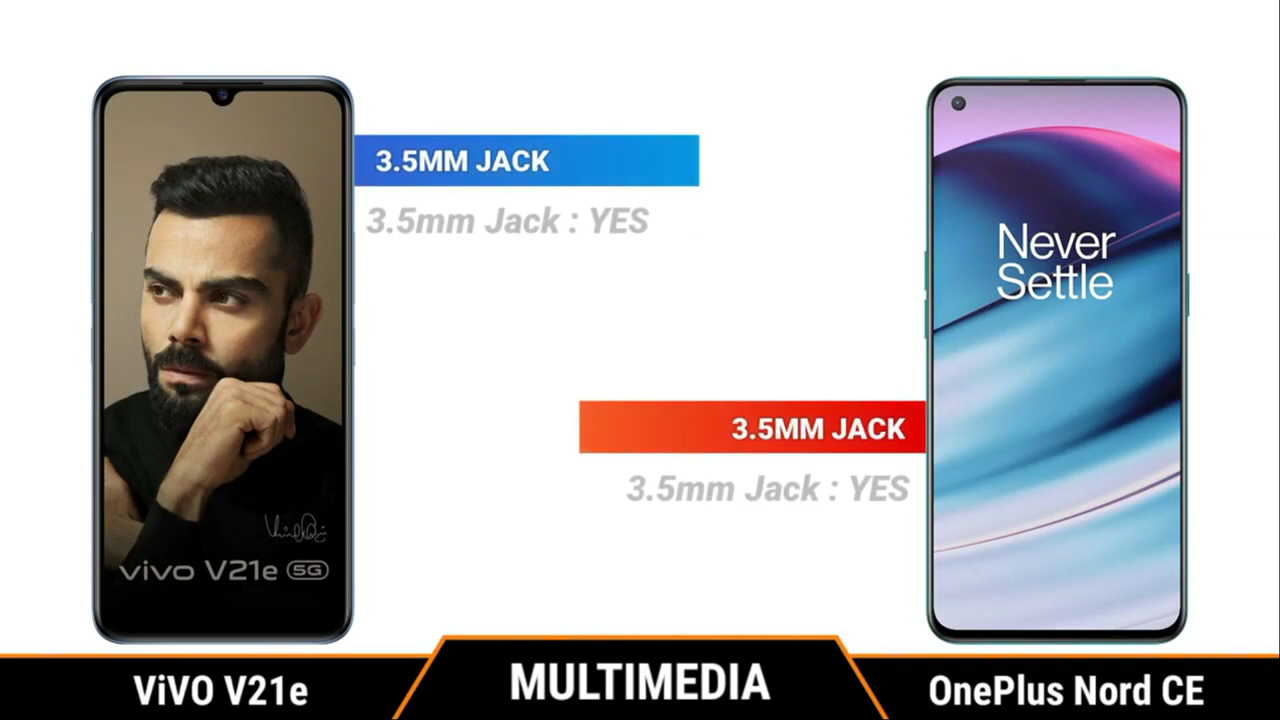 3.5MM JACK
3.5mm Jack : YES
Never
Settle
3.5MM JACK
3.5mm Jack : YES
vivo V21e 5G
ViVO V21e
MULTIMEDIA
OnePlus Nord CE